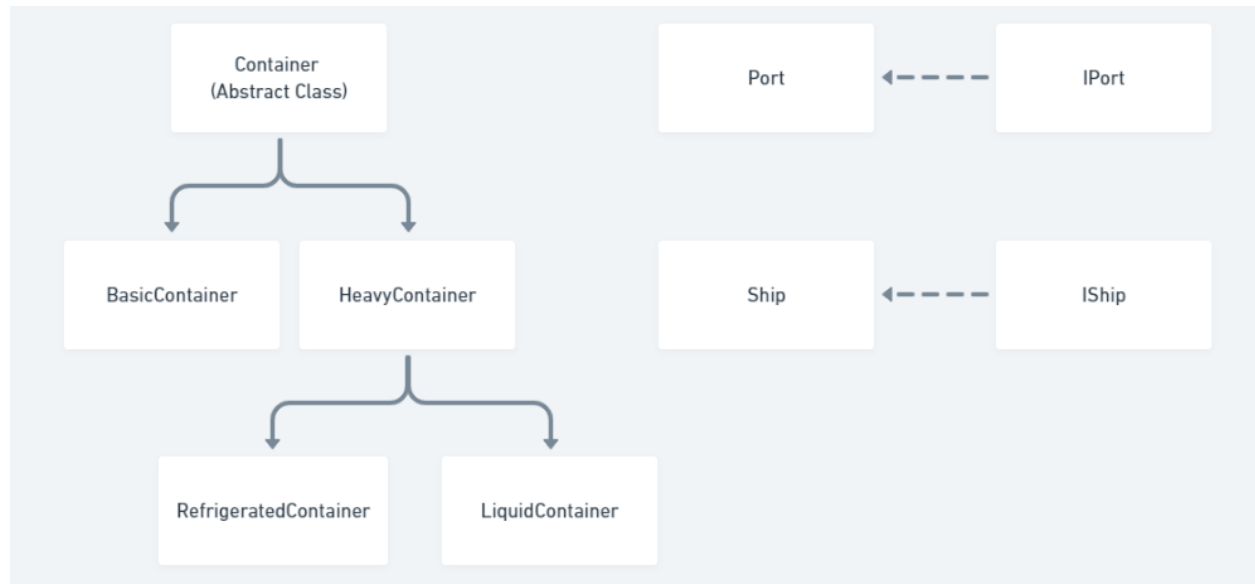 Container
(Abstract Class)
Port
IPort
BasicContainer
HeavyContainer
Ship
IShip
RefrigeratedContainer
LiquidContainer